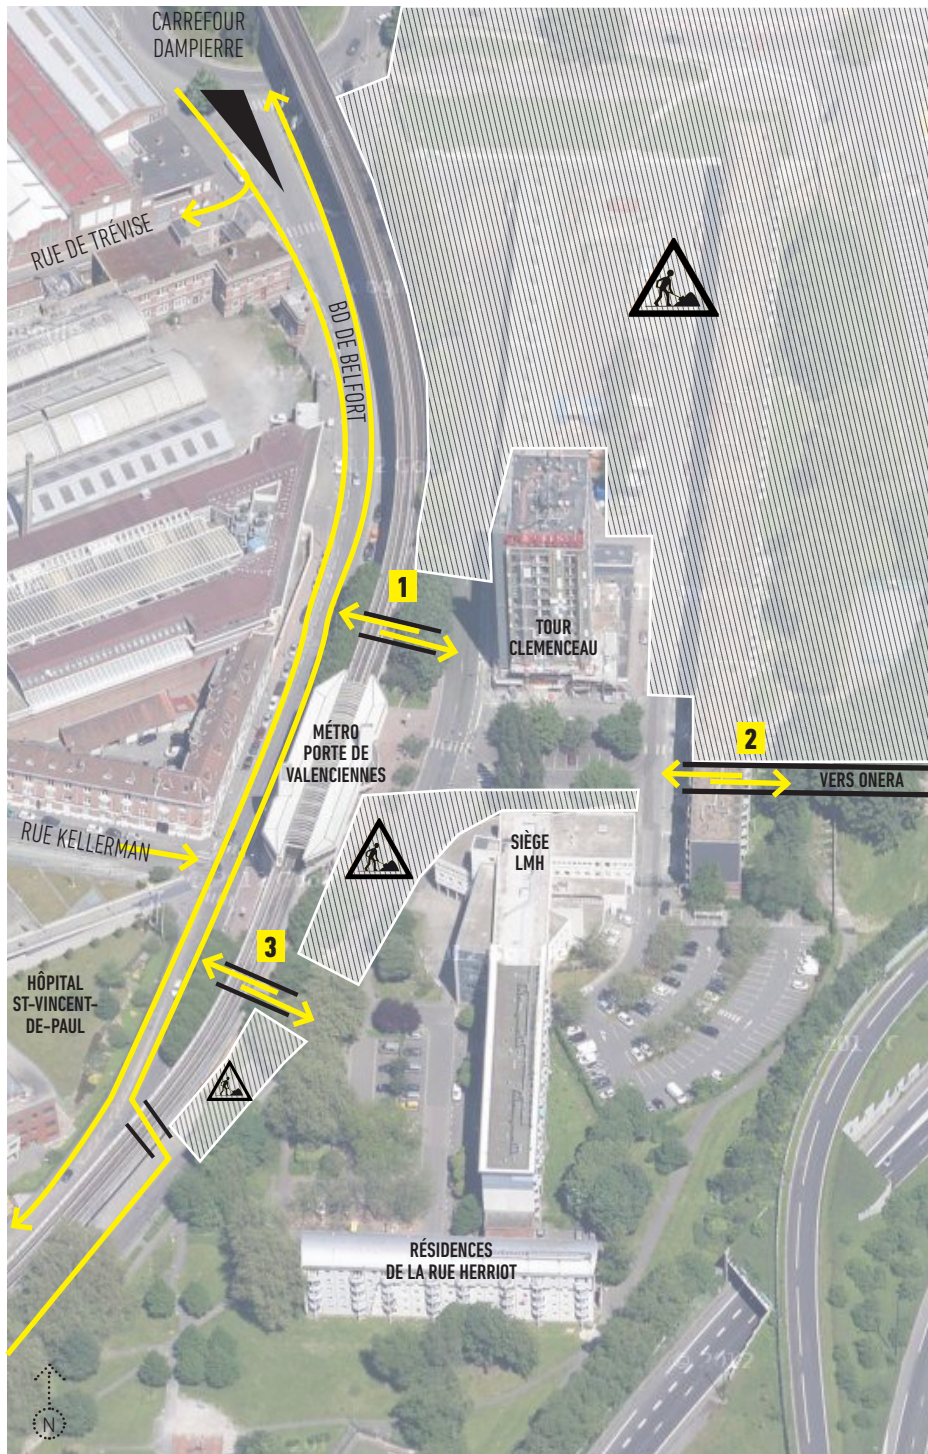 CARREFOUR
DAMPIERRE
RUE DE TRÉVISE
BD DE BELFORT
1
TOUR
CLEMENCEAU
MÉTRO
PORTE DE
VALENCIENNES
2
VERS ONERA
RUE KELLERMAN
SIÈGE
LMH
3
HÔPITAL
ST-VINCENT-
DE-PAUL
RÉSIDENCES
DE LA RUE HERRIOT
N